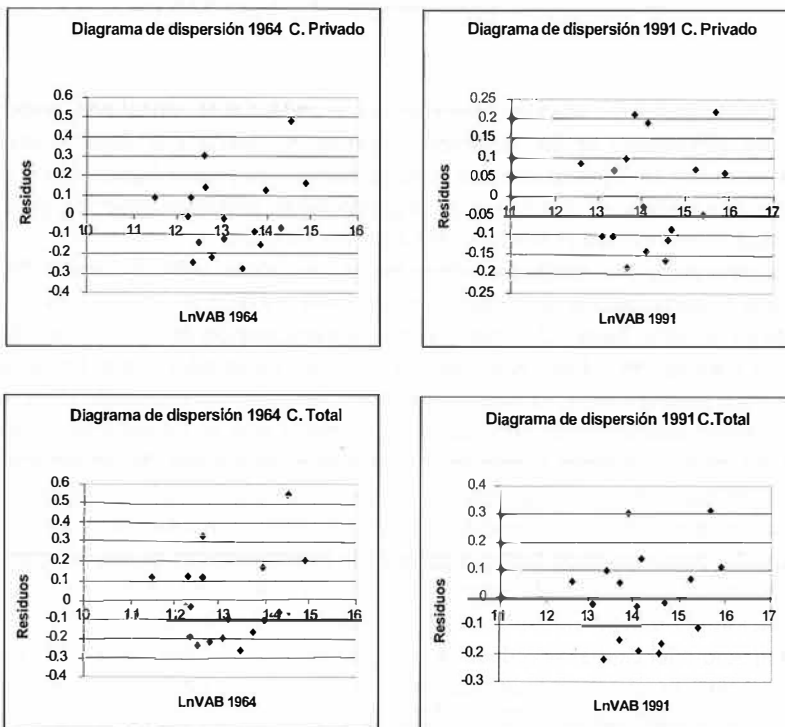 Diagrama de dispersión 1964 C. Privado
0.6
0.5
0.4
0.3
0.2
0.1
0
-0.1
-0.2
-0.3
-0.4
10 11 12 13 14 15 16
Residuos
LnVAB 1964
Diagrama de dispersión 1991 C. Privado
0.25
0.2
0.15
0.1
0.05
0
-0.05
-0.1
-0.15
-0.2
-0.25
11 12 13 14 15 16 17
Residuos
LnVAB 1991
Diagrama de dispersión 1964 C. Total
0.6
0.5
0.4
0.3
0.2
0.1
0
-0.1
-0.2
-0.3
-0.4
10 11 12 13 14 15 16
Residuos
LnVAB 1964
Diagrama de dispersión 1991 C.Total
0.4
0.3
0.2
0.1
0
-0.1
-0.2
-0.3
11 12 13 14 15 16 17
Residuos
LnVAB 1991